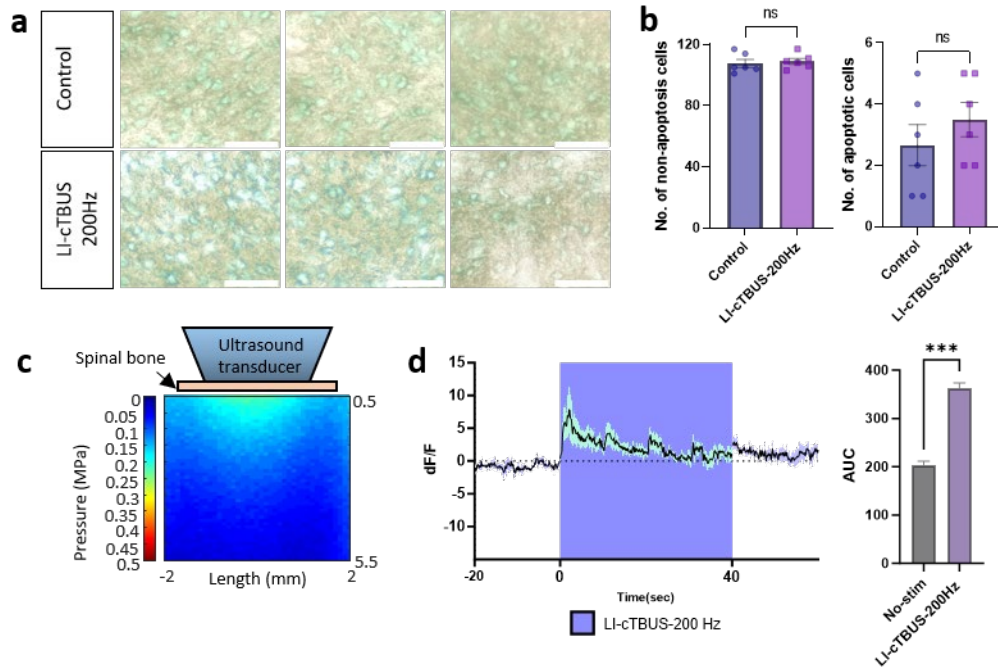 a
Control
LI-cTBUS
200Hz
b
No. of non-apoptosis cells
120
80
40
0
ns
Control
LI-cTBUS-200Hz
No. of apoptotic cells
6
4
2
0
ns
Control
LI-cTBUS-200Hz
c
Spinal bone
Ultrasound
transducer
Pressure (MPa)
0
0.05
0.1
0.15
0.2
0.25
0.3
0.35
0.4
0.45
0.5
0.5
5.5
-2
Length (mm)
2
d
dF/F
15
10
5
0
-5
-10
-20
0
40
Time(sec)
LI-cTBUS-200 Hz
AUC
400
300
200
100
0
***
No-stim
LI-cTBUS-200Hz